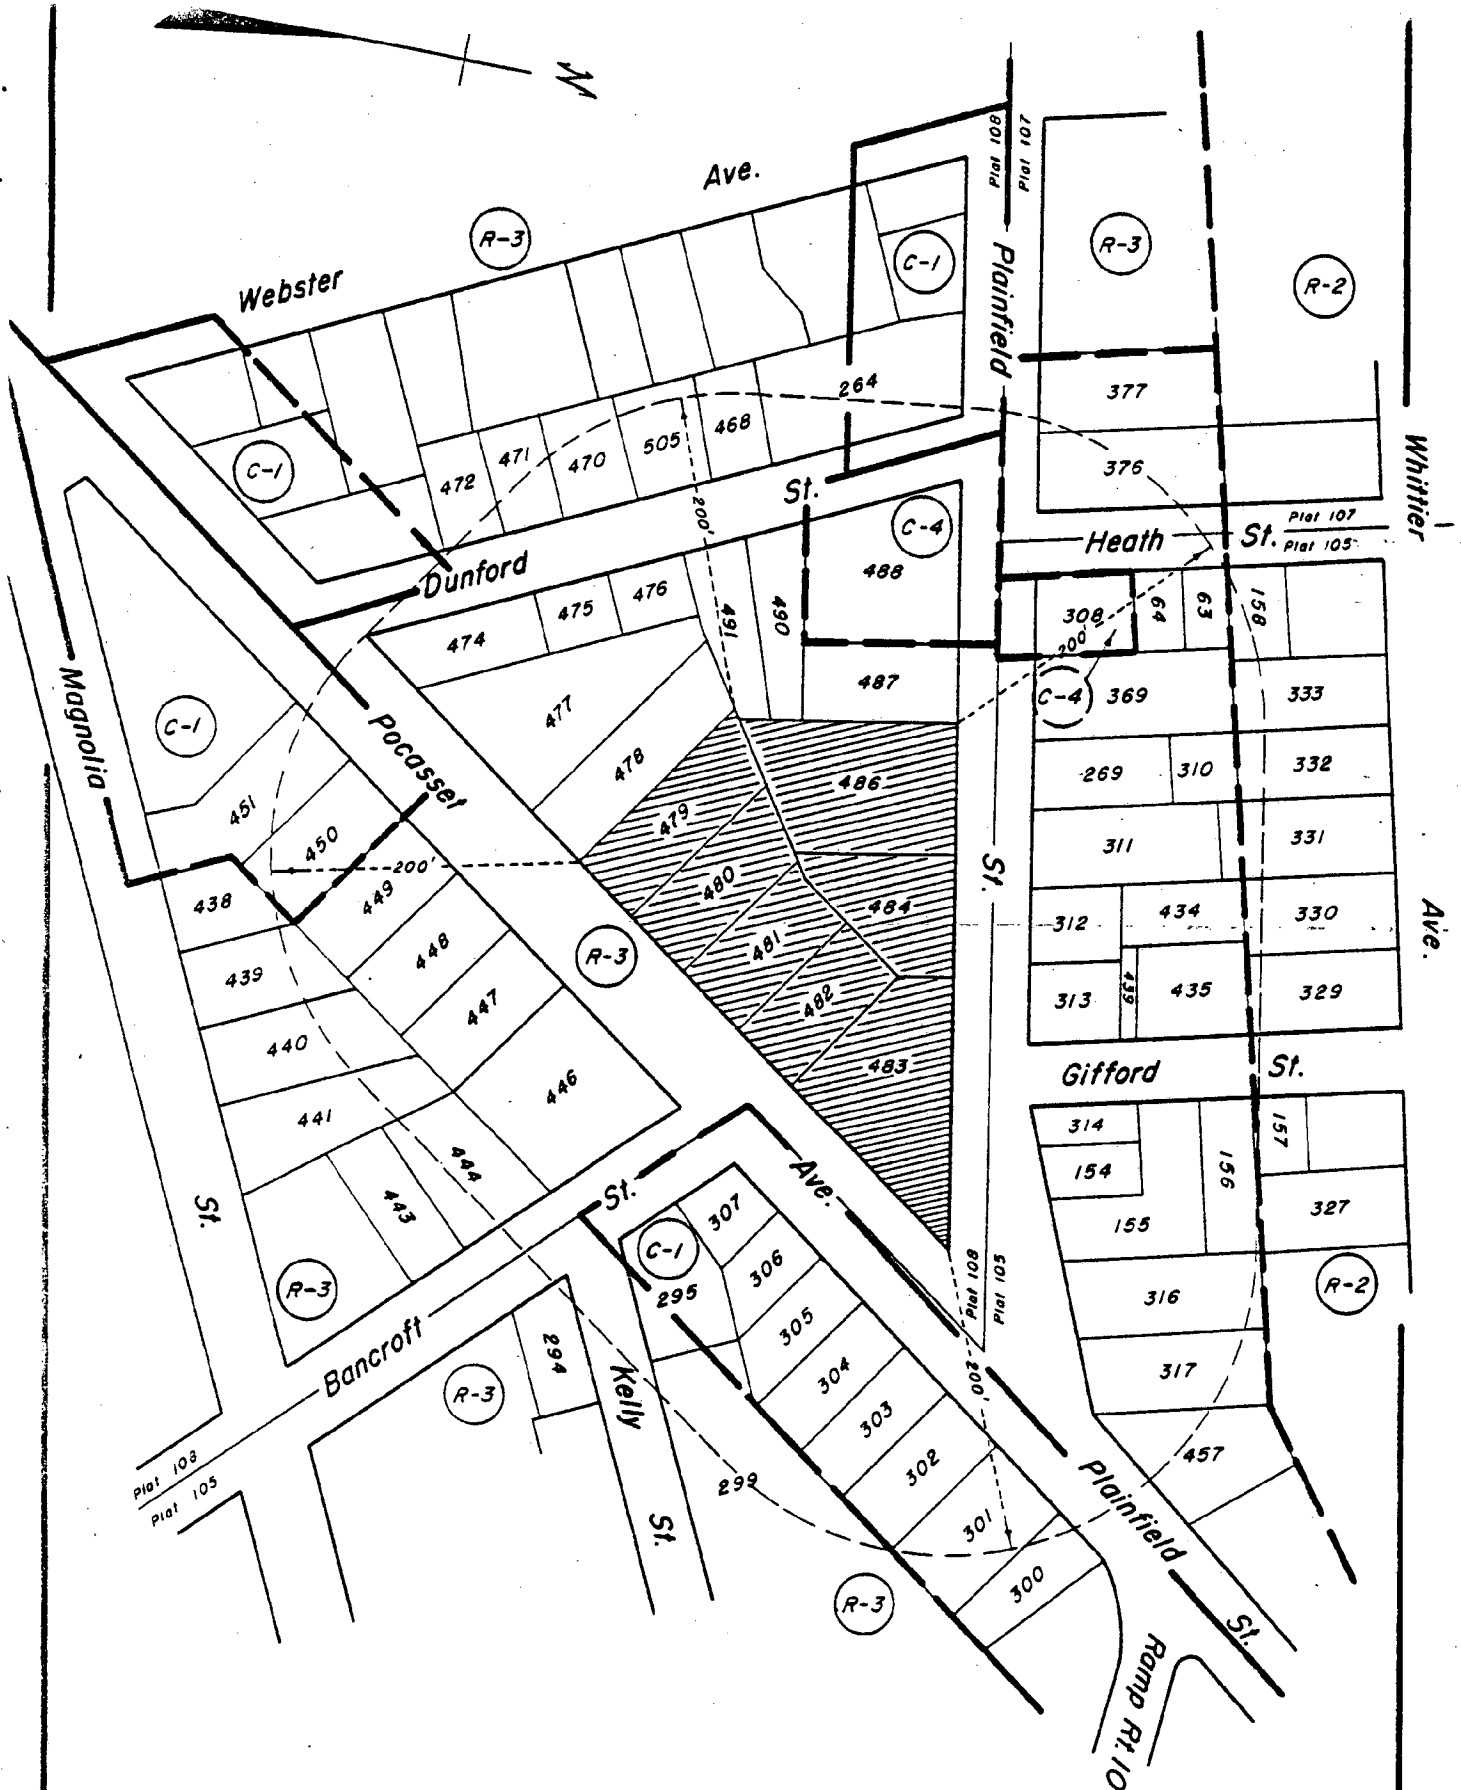 N
Ave.
Plat 108
Plat 107
R-3
Webster
C-1
Plainfield
R-3
R-2
264
377
C-1
472
471
470
505
468
376
Whittier
St.
200'
C-4
488
Heath
St.
Plat 107
Plat 105
Dunford
474
475
476
491
490
308
64
63
158
200'
487
C-4
369
333
Magnolia
C-1
Pocasset
477
478
269
310
332
486
451
450
479
311
331
200'
St.
480
438
449
484
312
434
330
Ave.
448
R-3
481
439
447
482
313
439
435
329
440
446
483
Gifford
St.
441
314
157
444
154
156
443
St.
St.
Ave.
307
155
327
C-1
306
Plat 108
Plat 105
R-3
295
316
R-2
305
Bancroft
294
Kelly
304
200'
317
R-3
303
302
457
299
Plat 108
Plat 105
St.
301
Plainfield
300
R-3
St.
Ramp Rt. 10